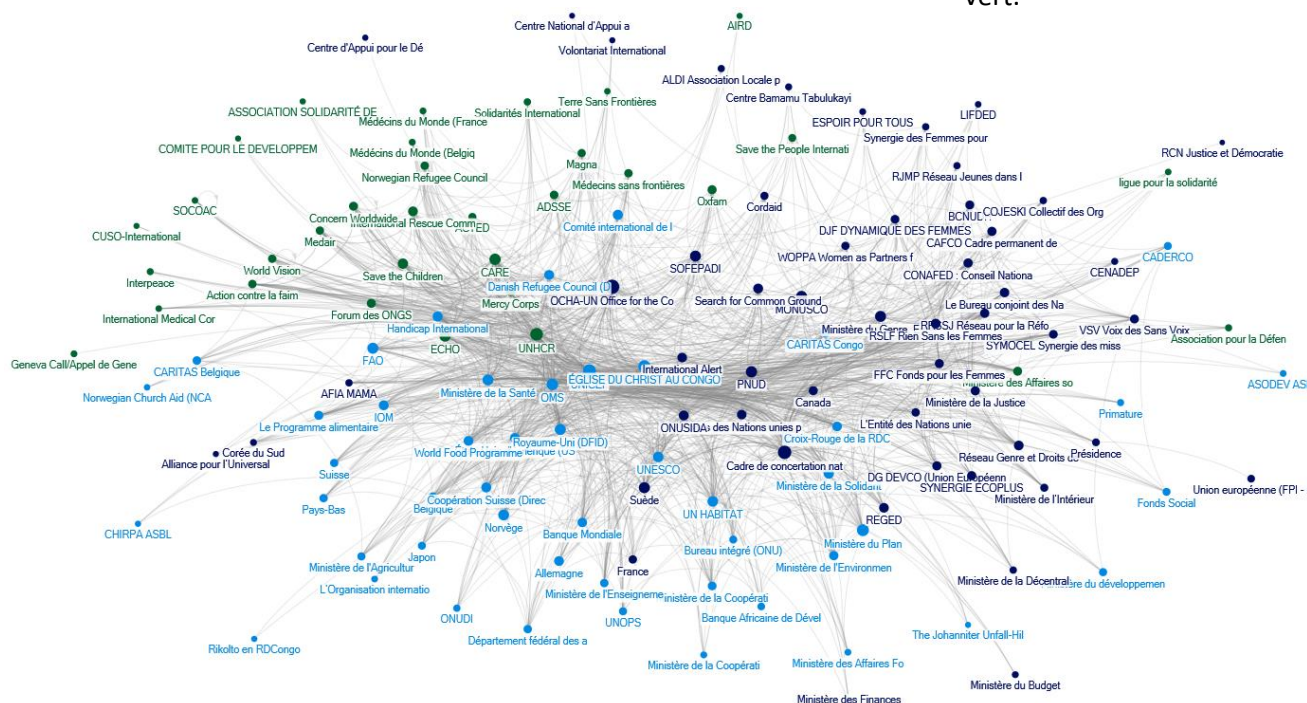 vert.
Centre National d'Appui a
AIRD
Centre d'Appui pour le Dé
Volontariat International
ALDI Association Locale p
Centre Bamamu Tabulukayi
ASSOCIATION SOLIDARITÉ DE
Médécins du Monde (France
Solidarités International
Terre Sans Frontières
ESPOIR POUR TOUS
LIFDED
Synergie des Femmes pour
COMITE POUR LE DEVELOPPEM
Médécins du Monde (Belgiq
Magna
Save the People Internati
RCN Justice et Démocratie
Norwegian Refugee Council
Médecins sans frontières
RJMP Réseau Jeunes dans l
ligue pour la solidarité
SOCOAC
Concern Worldwide
International Rescue Comm
ADSSE
Oxfam
Cordaid
COJESKI Collectif des Org
CUSO-International
Medair
Comité international de l
DJF DYNAMIQUE DES FEMMES
CAFCO Cadre permanent de
World Vision
Save the Children
CARE
SOFEPADI
WOPPA Women as Partners f
CONAFED : Conseil Nationa
CENADEP
CADERCO
Interpeace
Action contre la faim
Danish Refugee Council (D
Mercy Corps
OCHA-UN Office for the Co
Search for Common Ground
MONUSCO
Le Bureau conjoint des Na
International Medical Cor
Forum des ONGS
Handicap International
Ministère du Genre, F
RSLF Rien Sans les Femmes
SYMOCEL Synergie des miss
VSV Voix des Sans Voix
Association pour la Défen
ECHO
UNHCR
CARITAS Congo
Geneva Call/Appel de Gene
CARITAS Belgique
FAO
International Alert
ÉGLISE DU CHRIST AU CONGO
PNUD
FFC Fonds pour les Femmes
Ministère des Affaires so
ASODEV ASB
Norwegian Church Aid (NCA
AFIA MAMA
Ministère de la Santé
OMS
Canada
Ministère de la Justice
Primature
Le Programme alimentaire
IOM
ONUSIDA
des Nations unies p
Croix-Rouge de la RDC
L'Entité des Nations unie
Corée du Sud
Alliance pour l'Universal
World Food Programme
Royaume-Uni (DFID)
Cadre de concertation nat
Réseau Genre et Droits d
Présidence
Suisse
UNESCO
Ministère de la Solidarit
DG DEVCO (Union Européenn
SYNERGIE ECOPLUS
Ministère de l'Intérieur
Union européenne (FPI -
Pays-Bas
Belgique
Coopération Suisse (Direc
Suède
UN HABITAT
REGED
Fonds Social
CHIRPA ASBL
Norvège
Banque Mondiale
Ministère du Plan
Ministère de l'Agricultur
Japon
Allemagne
France
Bureau intégré (ONU)
Ministère de l'Environnem
L'Organisation internatio
Ministère de l'Enseigneme
inistère de la Coopérati
Ministère de la Décentral
re du développemen
ONUDI
UNOPS
Banque Africaine de Dével
Rikolto en RDCongo
Département fédéral des a
The Johanniter Unfall-Hil
Ministère de la Coopérati
Ministère des Affaires Fo
Ministère du Budget
Ministère des Finances